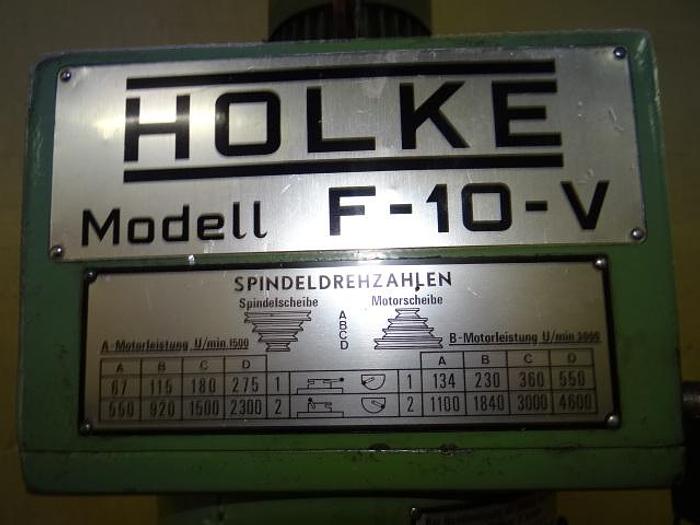 HOLKE
Modell F-10-V
SPINDELDREHZAHLEN
Spindelscheibe Motorscheibe
A
B
C
D
A-Motorleistung U/min.1500 B-Motorleistung U/min.3000
A B C D A B C D
67 115 180 275 1 1 134 230 360 550
550 920 1500 2300 2 2 1100 1840 3000 4600